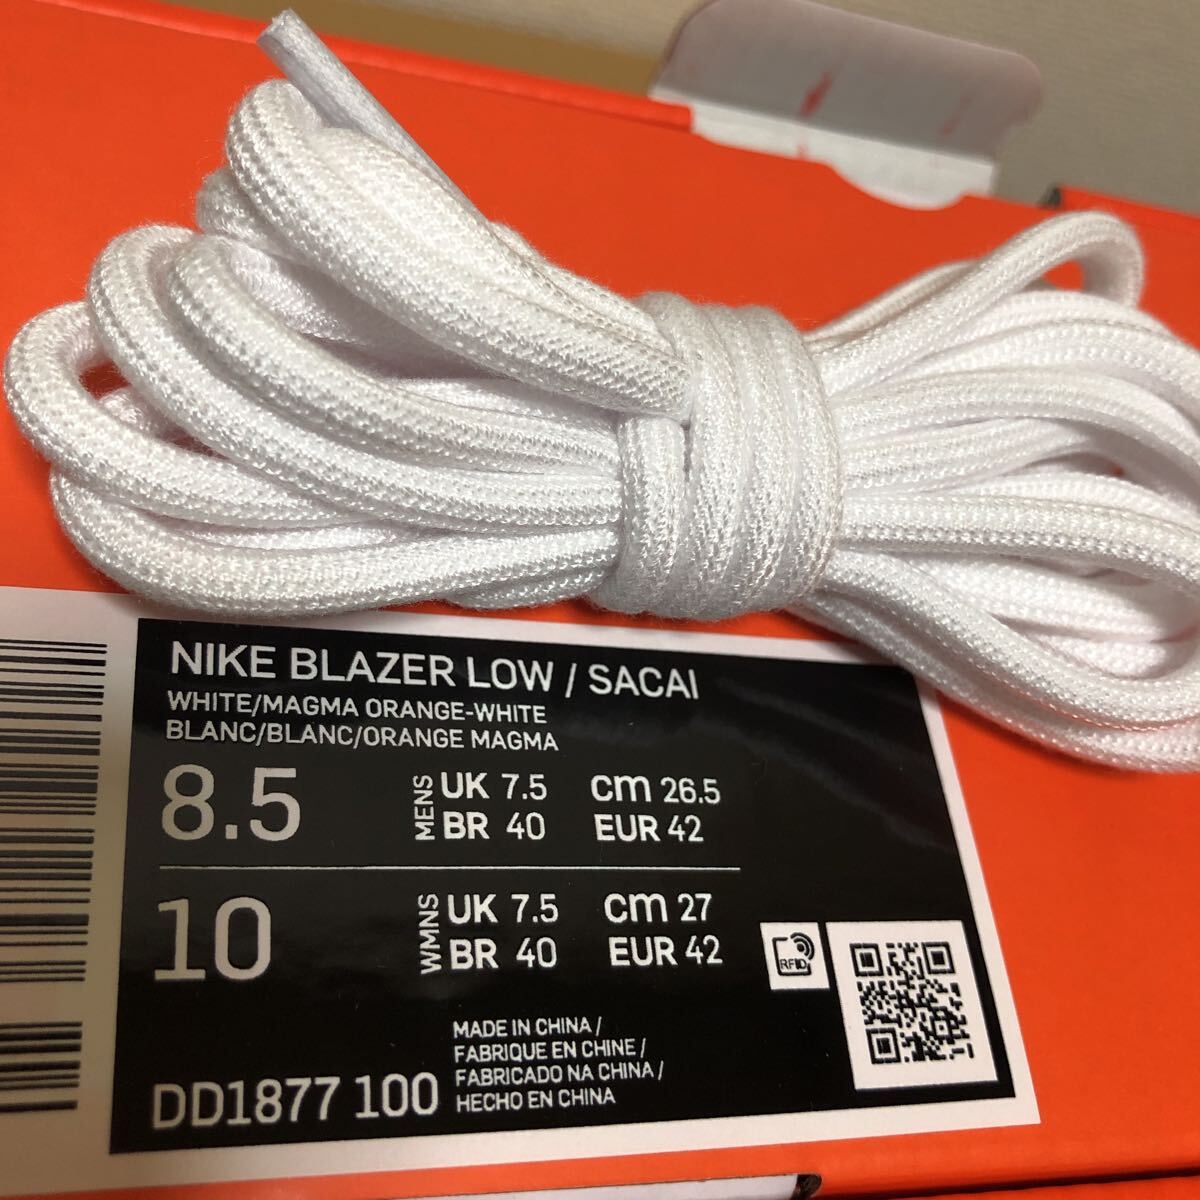 NIKE BLAZER LOW / SACAI
WHITE/MAGMA ORANGE-WHITE
BLANC/BLANC/ORANGE MAGMA
8.5
MENS
UK 7.5 cm 26.5
BR 40 EUR 42
10
WMNS
UK 7.5 cm 27
BR 40 EUR 42
RFID
MADE IN CHINA /
FABRIQUE EN CHINE /
FABRICADO NA CHINA /
HECHO EN CHINA
DD1877 100